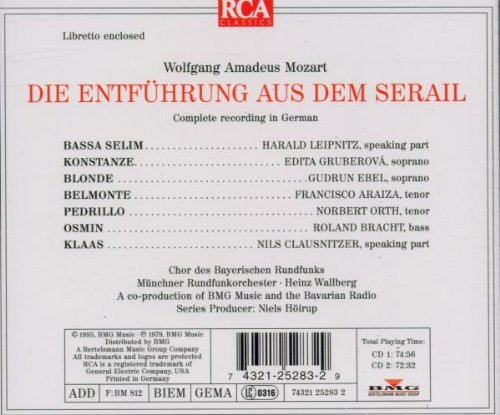 RCA
CLASSICS
Libretto enclosed
Wolfgang Amadeus Mozart
DIE ENTFÜHRUNG AUS DEM SERAIL
Complete recording in German
BASSA SELIM . . . . . . . . . . . . . . . . . . HARALD LEIPNITZ, speaking part
KONSTANZE. . . . . . . . . . . . . . . . . . . . . EDITA GRUBEROVÁ, soprano
BLONDE . . . . . . . . . . . . . . . . . . . . . . . . . . . GUDRUN EBEL, soprano
BELMONTE . . . . . . . . . . . . . . . . . . . . . . . FRANCISCO ARAIZA, tenor
PEDRILLO . . . . . . . . . . . . . . . . . . . . . . . . . . NORBERT ORTH, tenor
OSMIN . . . . . . . . . . . . . . . . . . . . . . . . . . . . . ROLAND BRACHT, bass
KLAAS . . . . . . . . . . . . . . . . . . . . . NILS CLAUSNITZER, speaking part
Chor des Bayerischen Rundfunks
Münchner Rundfunkorchester · Heinz Wallberg
A co-production of BMG Music and the Bavarian Radio
Series Producer: Niels Höirup
© 1995, BMG Music · ℗ 1979, BMG Music
Distributed by BMG
A Bertelsmann Music Group Company
All trademarks and logos are protected
RCA is a registered trademark of
General Electric Company, USA
Printed in Germany
ADD F: BM 812 BIEM GEMA
7 4321-25283-2 9
LC 0316 74321 25283 2
Total Playing Time:
CD 1: 74:56
CD 2: 72:32
BMG
BERTELSMANN MUSIC GROUP